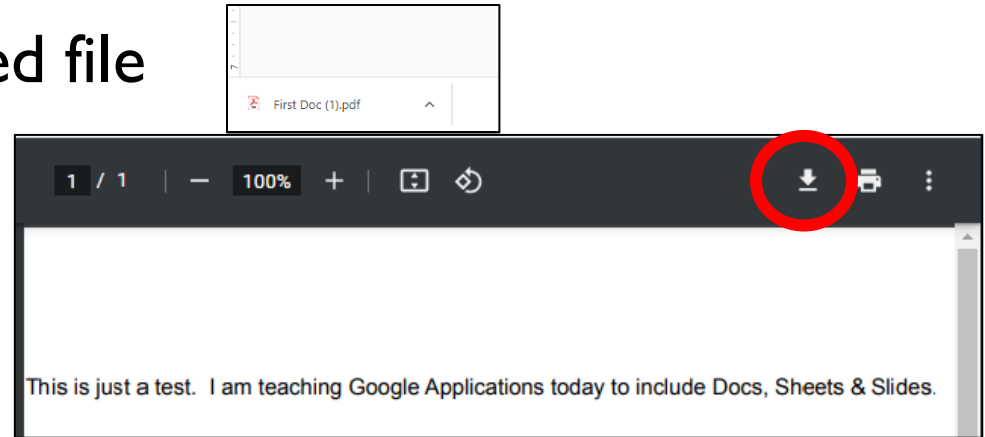 ed file
First Doc (1).pdf
1 / 1 | — 100% + |
This is just a test.  I am teaching Google Applications today to include Docs, Sheets & Slides.